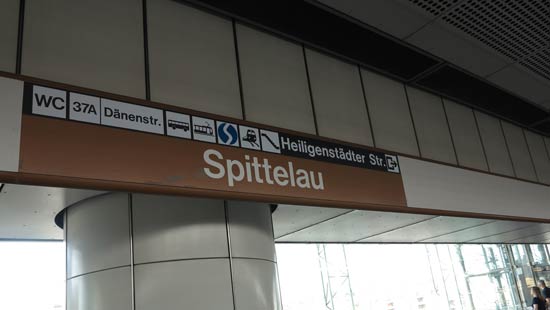 WC 37A Dänenstr. Heiligenstädter Str.
Spittelau